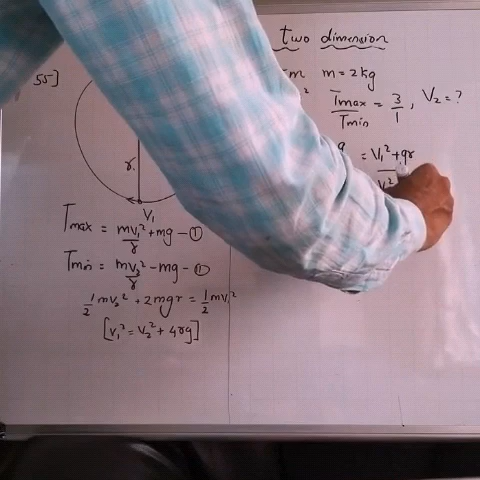 55]
two dimension
m m = 2kg
Tmax / Tmin = 3/1 , V₂ = ?
= V₁² + gr
r
V₁
Tmax = mv₁²/r + mg - ①
Tmin = mv₂²/r - mg - ⑪
½ mv₂² + 2mgr = ½ mv₁²
[v₁² = v₂² + 4rg]